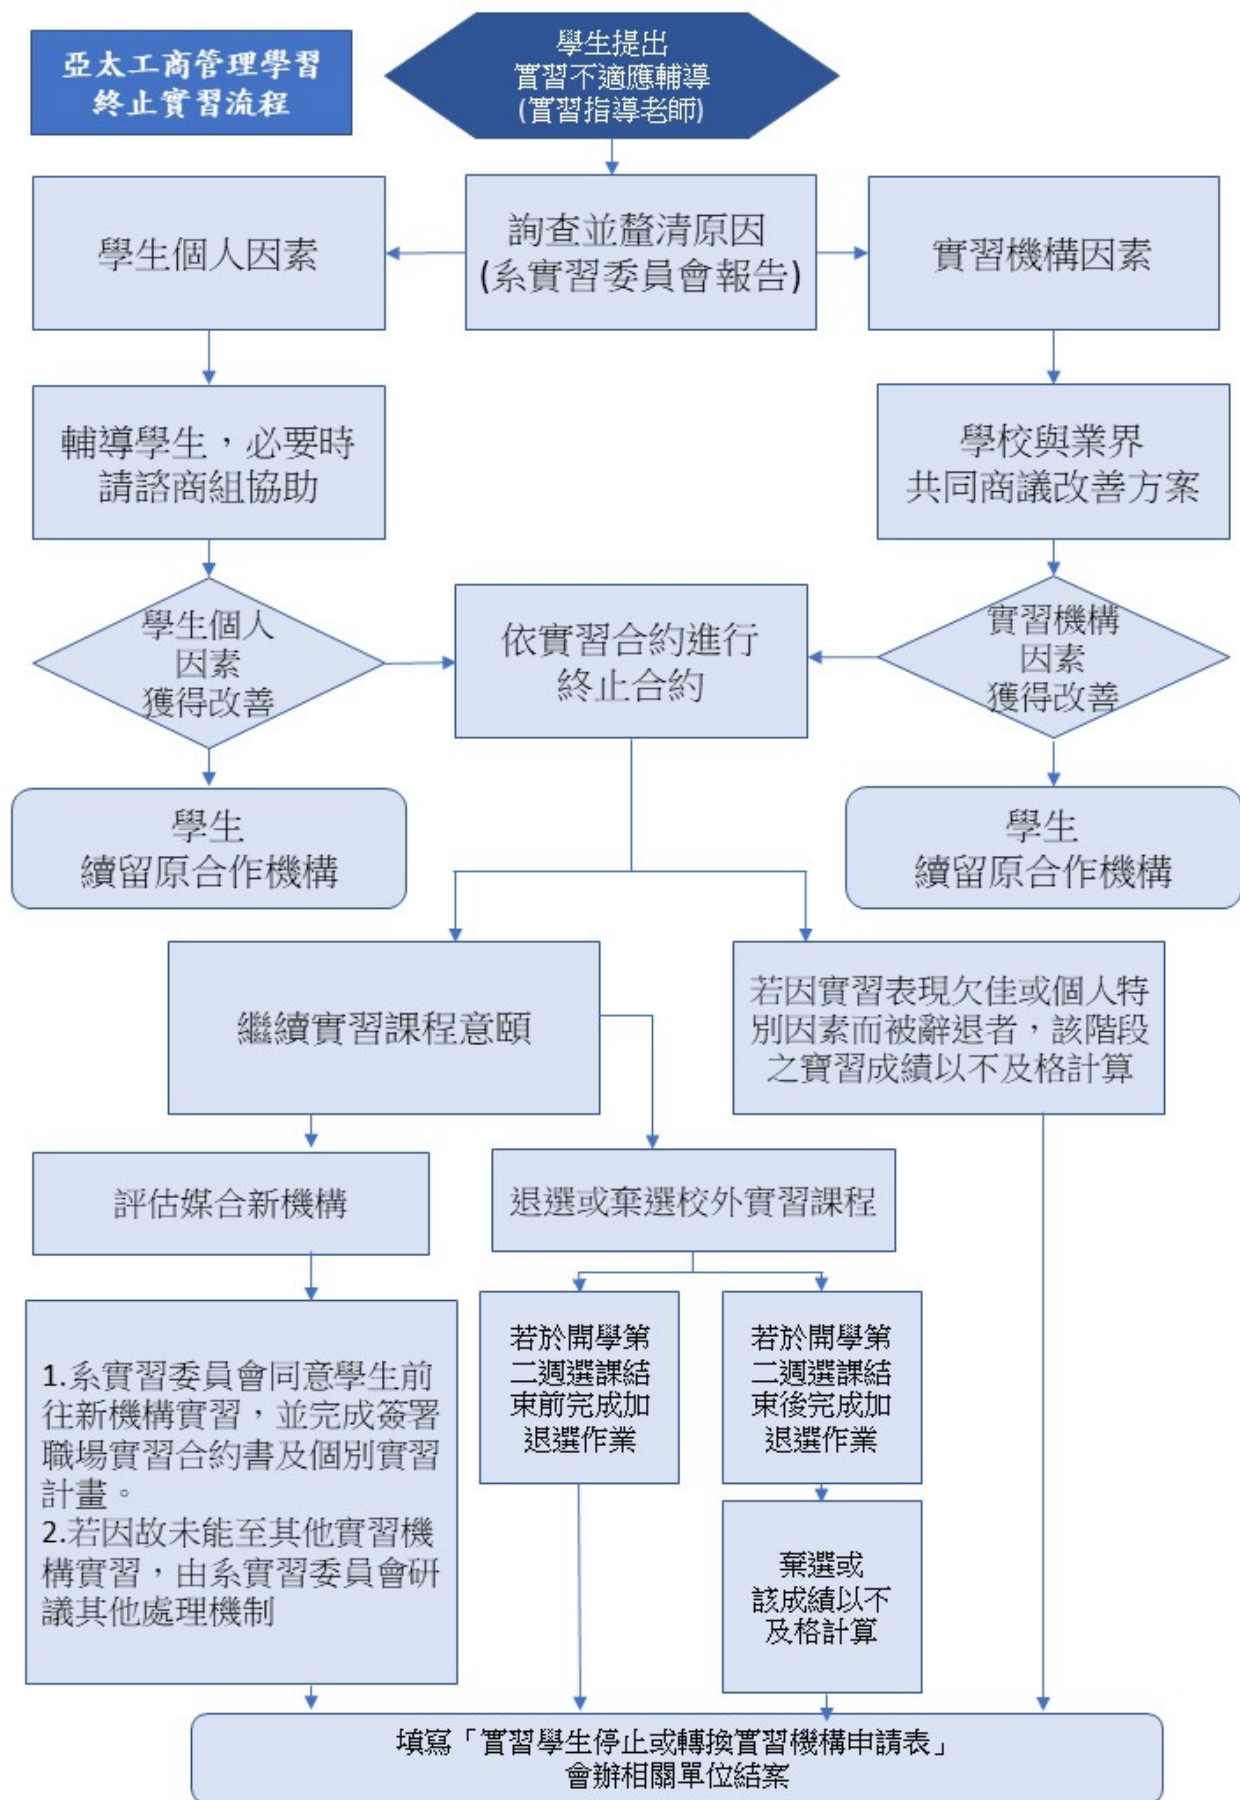 亞太工商管理學習
終止實習流程
學生提出
實習不適應輔導
(實習指導老師)
學生個人因素
詢查並釐清原因
(系實習委員會報告)
實習機構因素
輔導學生，必要時
請諮商組協助
學校與業界
共同商議改善方案
學生個人
因素
獲得改善
依實習合約進行
終止合約
實習機構
因素
獲得改善
學生
續留原合作機構
學生
續留原合作機構
繼續實習課程意頤
若因實習表現欠佳或個人特
別因素而被辭退者，該階段
之實習成績以不及格計算
評估媒合新機構
退選或棄選校外實習課程
1.系實習委員會同意學生前
往新機構實習，並完成簽署
職場實習合約書及個別實習
計畫。
2.若因故未能至其他實習機
構實習，由系實習委員會研
議其他處理機制
若於開學第
二週選課結
束前完成加
退選作業
若於開學第
二週選課結
束後完成加
退選作業
棄選或
該成績以不
及格計算
填寫「實習學生停止或轉換實習機構申請表」
會辦相關單位結案